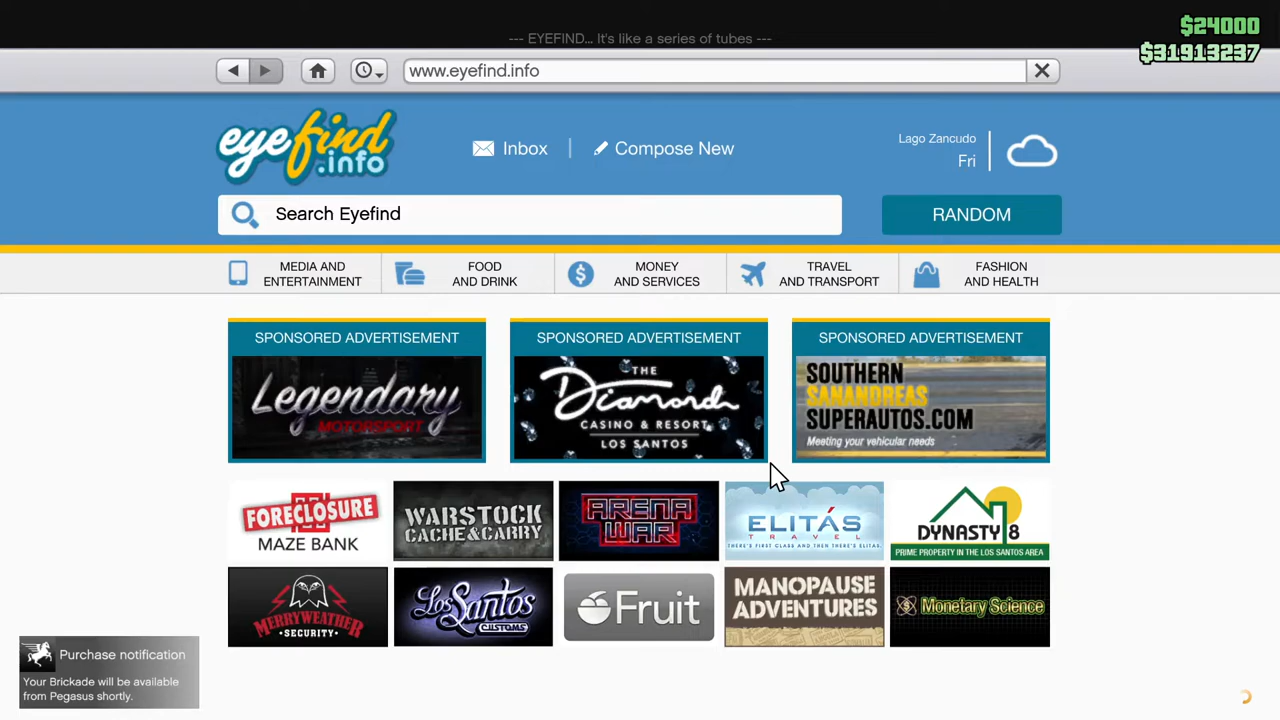 --- EYEFIND... It's like a series of tubes ---
$24000
$31913237
www.eyefind.info
eyefind
.info
Inbox
Compose New
Lago Zancudo
Fri
Search Eyefind
RANDOM
MEDIA AND
ENTERTAINMENT
FOOD
AND DRINK
MONEY
AND SERVICES
TRAVEL
AND TRANSPORT
FASHION
AND HEALTH
SPONSORED ADVERTISEMENT
Legendary
MOTORSPORT
SPONSORED ADVERTISEMENT
THE
Diamond
CASINO & RESORT
LOS SANTOS
SPONSORED ADVERTISEMENT
SOUTHERN
SANANDREAS
SUPERAUTOS.COM
Meeting your vehicular needs
FORECLOSURE
MAZE BANK
WARSTOCK
CACHE & CARRY
ARENA
WAR
ELITÁS
TRAVEL
THERE'S FIRST CLASS AND THEN THERE'S ELITAS.
DYNASTY 8
PRIME PROPERTY IN THE LOS SANTOS AREA
MERRYWEATHER
•SECURITY•
Los Santos
CUSTOMS
Fruit
MANOPAUSE
ADVENTURES
Monetary Science
Purchase notification
Your Brickade will be available
from Pegasus shortly.